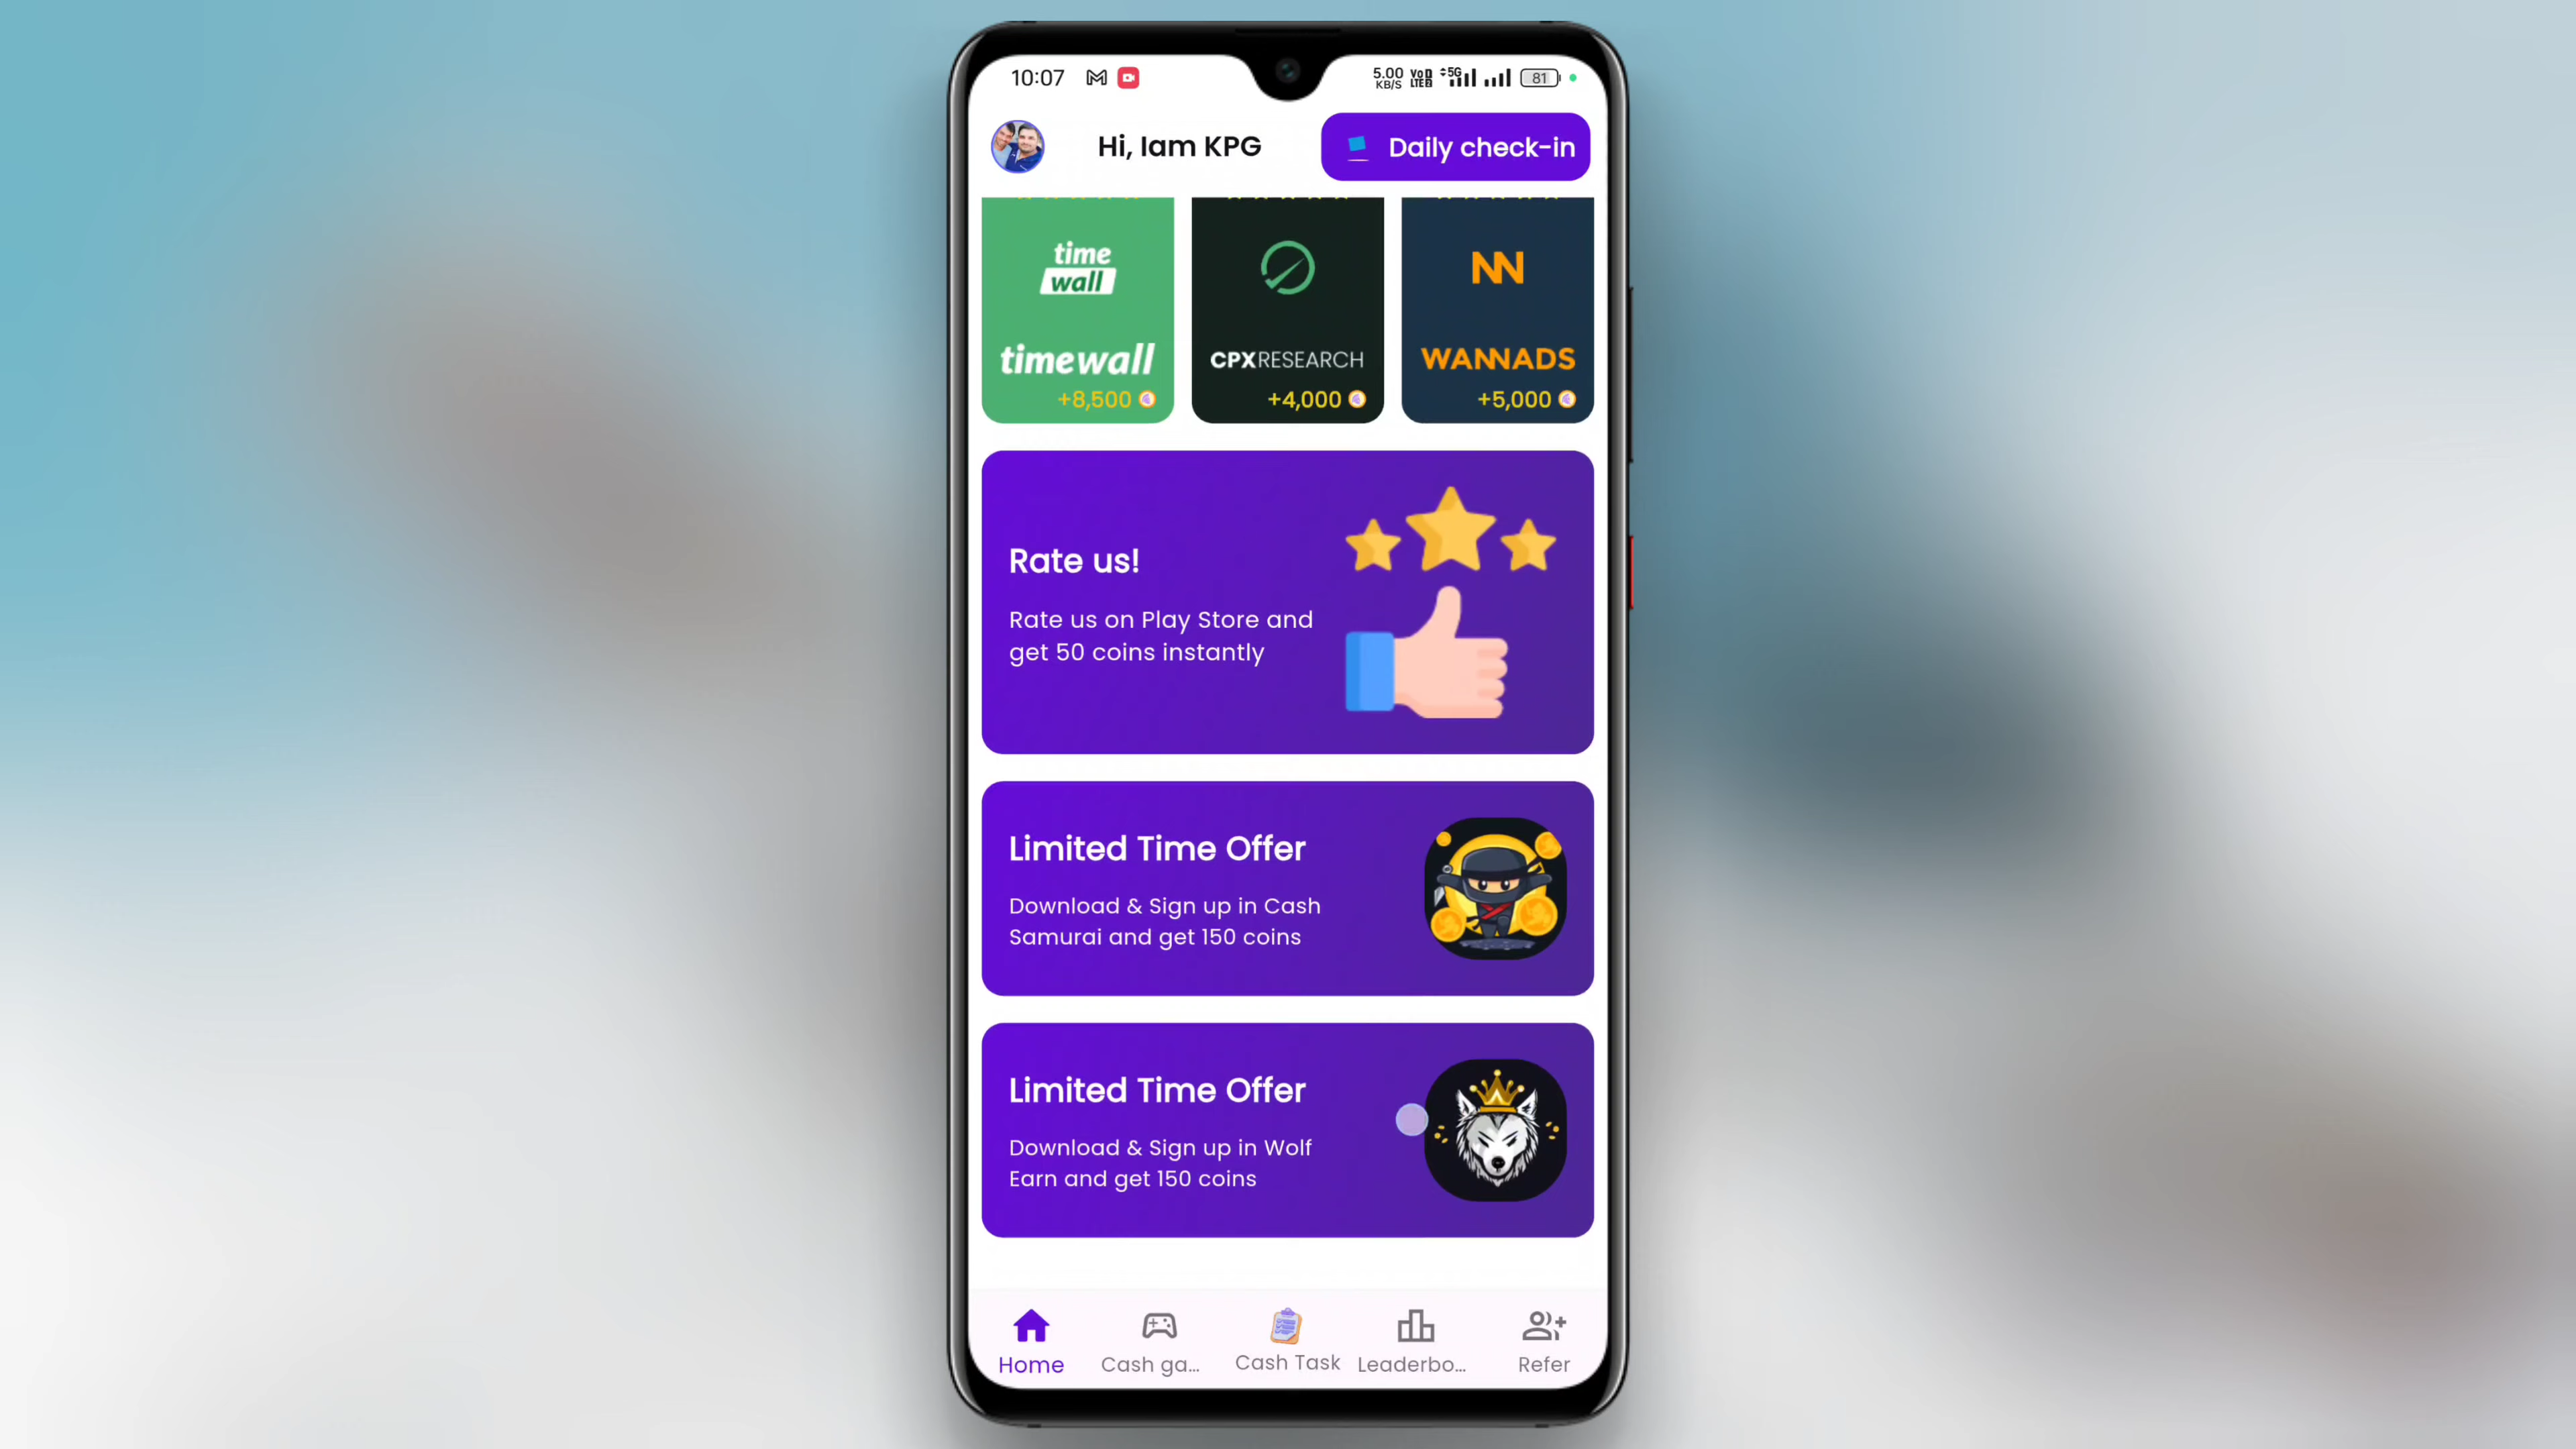 10:07
5.00 KB/S
VoD LTE 2
5G
81
Hi, Iam KPG
Daily check-in
time
wall
timewall
+8,500
CPXRESEARCH
+4,000
NN
WANNADS
+5,000
Rate us!
Rate us on Play Store and
get 50 coins instantly
Limited Time Offer
Download & Sign up in Cash
Samurai and get 150 coins
Limited Time Offer
Download & Sign up in Wolf
Earn and get 150 coins
Home
Cash ga...
Cash Task
Leaderbo...
Refer